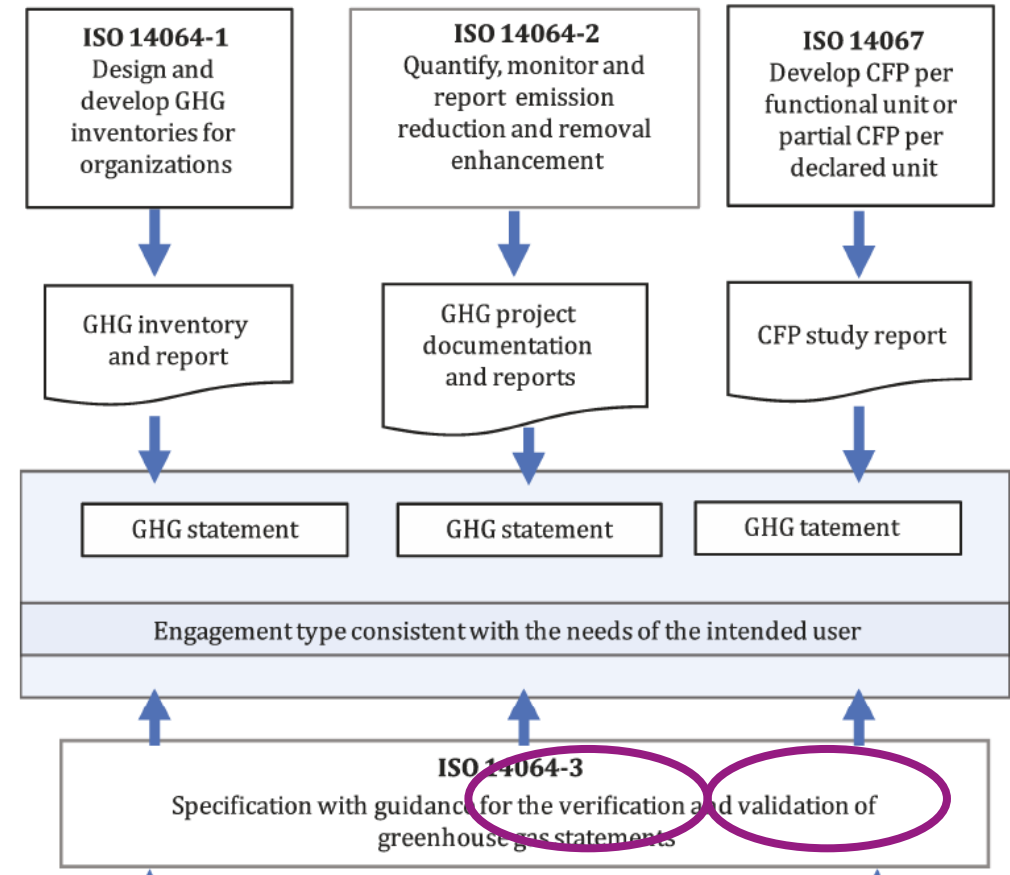 ISO 14064-1
Design and
develop GHG
inventories for
organizations
ISO 14064-2
Quantify, monitor and
report emission
reduction and removal
enhancement
ISO 14067
Develop CFP per
functional unit or
partial CFP per
declared unit
GHG inventory
and report
GHG project
documentation
and reports
CFP study report
GHG statement
GHG statement
GHG tatement
Engagement type consistent with the needs of the intended user
ISO 14064-3
Specification with guidance for the verification and validation of
greenhouse gas statements